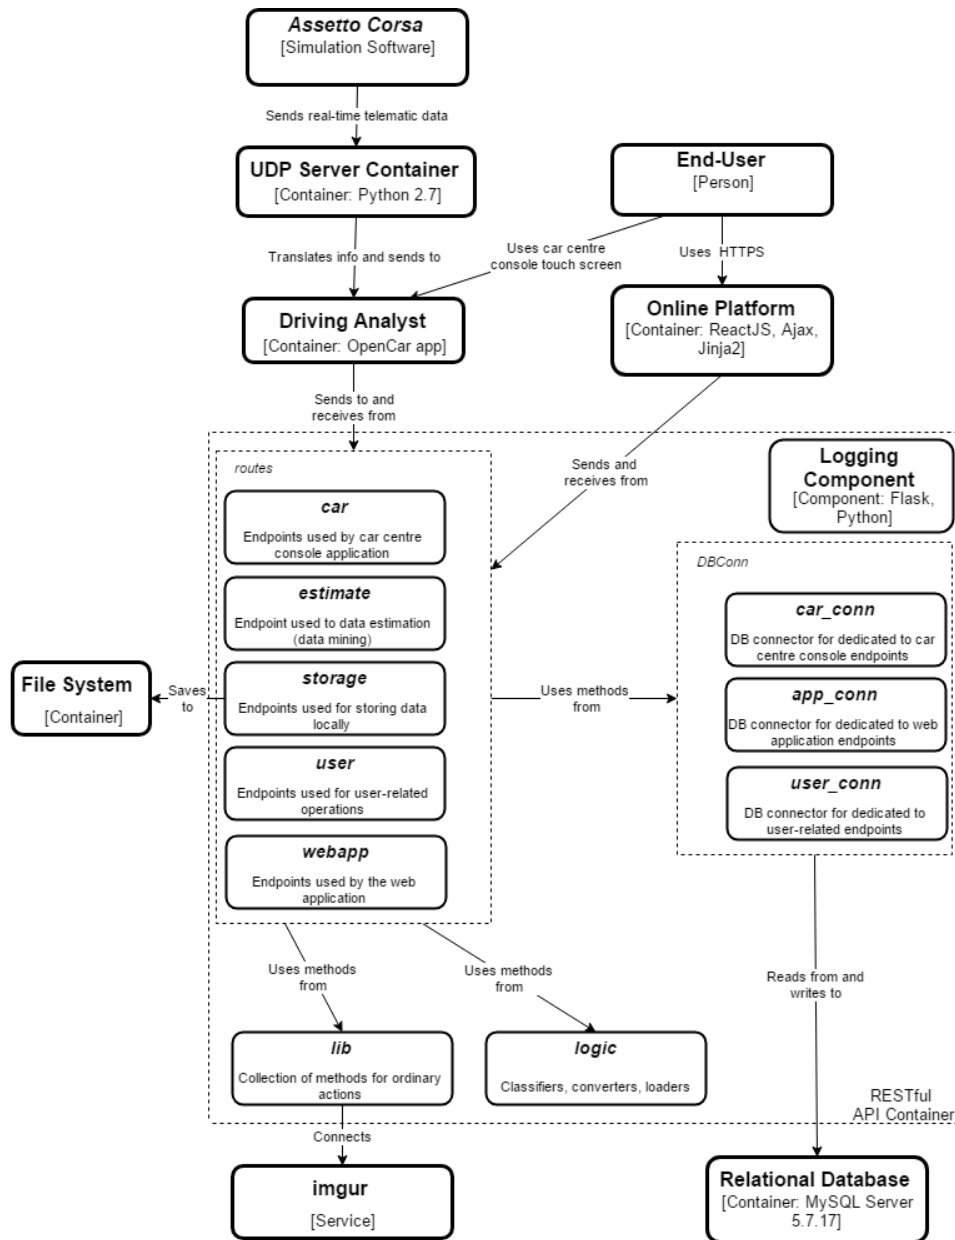 Assetto Corsa
[Simulation Software]
Sends real-time telematic data
UDP Server Container
[Container: Python 2.7]
End-User
[Person]
Translates info and sends to
Uses car centre
console touch screen
Uses HTTPS
Driving Analyst
[Container: OpenCar app]
Online Platform
[Container: ReactJS, Ajax,
Jinja2]
Sends to and
receives from
Sends and
receives from
Logging
Component
[Component: Flask,
Python]
routes
car
Endpoints used by car centre
console application
estimate
Endpoint used to data estimation
(data mining)
storage
Endpoints used for storing data
locally
user
Endpoints used for user-related
operations
webapp
Endpoints used by the web
application
File System
[Container]
Saves
to
Uses methods
from
DBConn
car_conn
DB connector for dedicated to car
centre console endpoints
app_conn
DB connector for dedicated to web
application endpoints
user_conn
DB connector for dedicated to
user-related endpoints
Uses methods
from
Uses methods
from
Reads from and
writes to
lib
Collection of methods for ordinary
actions
logic
Classifiers, converters, loaders
RESTful
API Container
Connects
imgur
[Service]
Relational Database
[Container: MySQL Server
5.7.17]